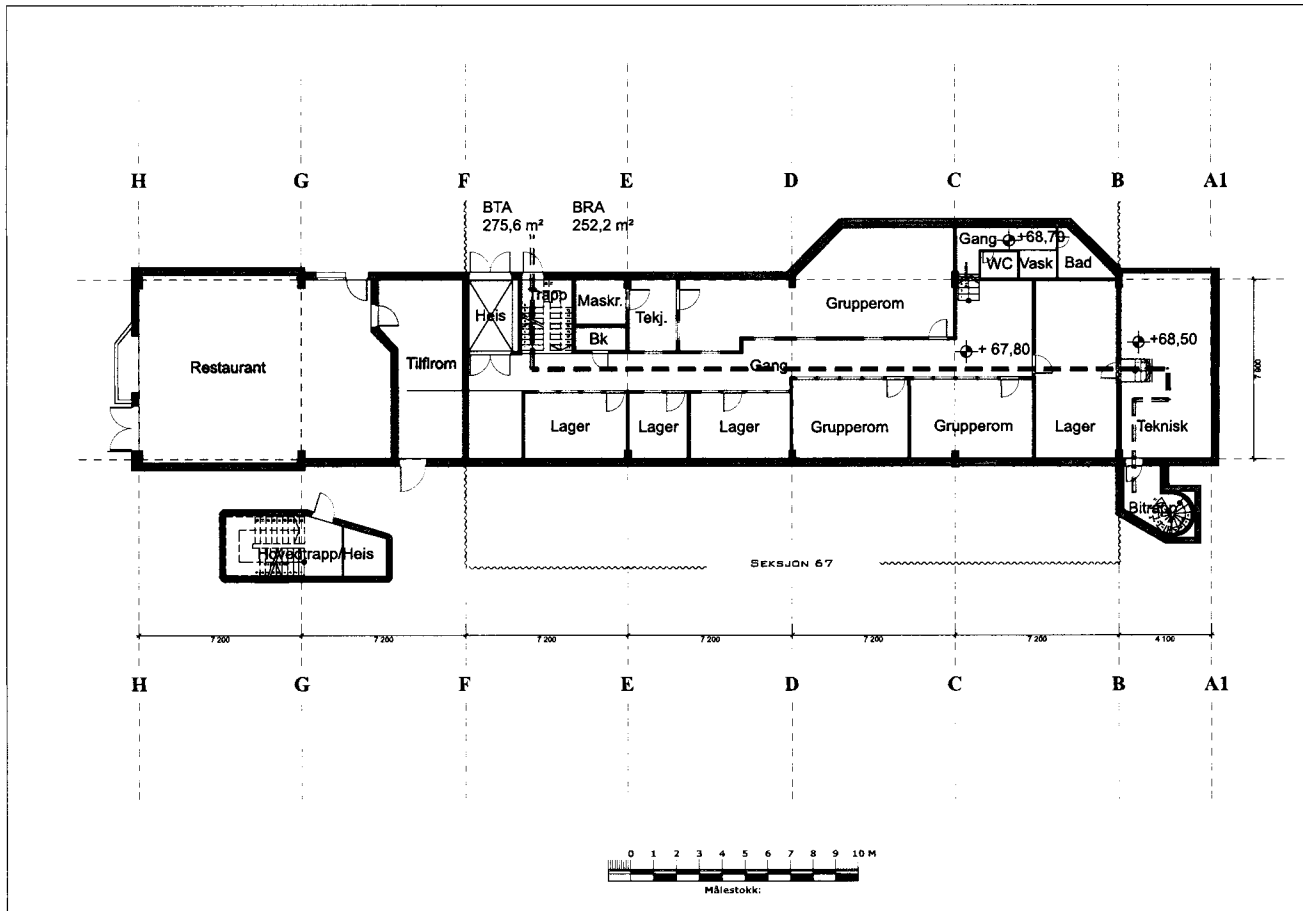 H G F E D C B A1
BTA BRA
275,6 m² 252,2 m²
Gang +68,70
WC Vask Bad
Trapp Maskr.
Heis Tekj. Grupperom
Bk
+68,50
+ 67,80
Restaurant Tilflrom Gang
7 900
Lager Lager Lager Grupperom Grupperom Lager Teknisk
Bitrapp
Hovedtrapp/Heis
SEKSJON 67
7 200 7 200 7 200 7 200 7 200 7 200 4 100
H G F E D C B A1
0 1 2 3 4 5 6 7 8 9 10 M
Målestokk: